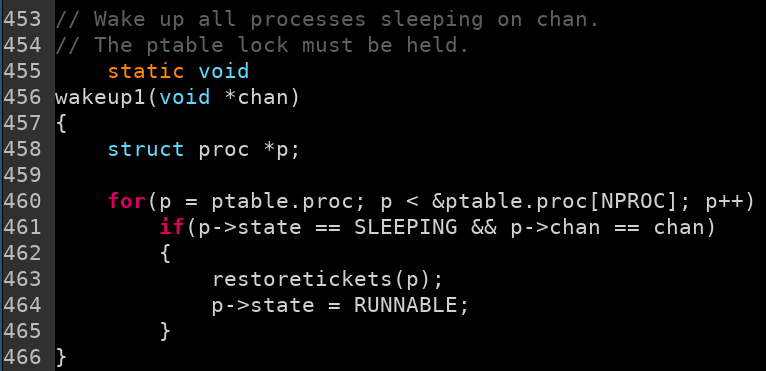 453 // Wake up all processes sleeping on chan.
454 // The ptable lock must be held.
455     static void
456 wakeup1(void *chan)
457 {
458     struct proc *p;
459
460     for(p = ptable.proc; p < &ptable.proc[NPROC]; p++)
461         if(p->state == SLEEPING && p->chan == chan)
462         {
463             restoretickets(p);
464             p->state = RUNNABLE;
465         }
466 }